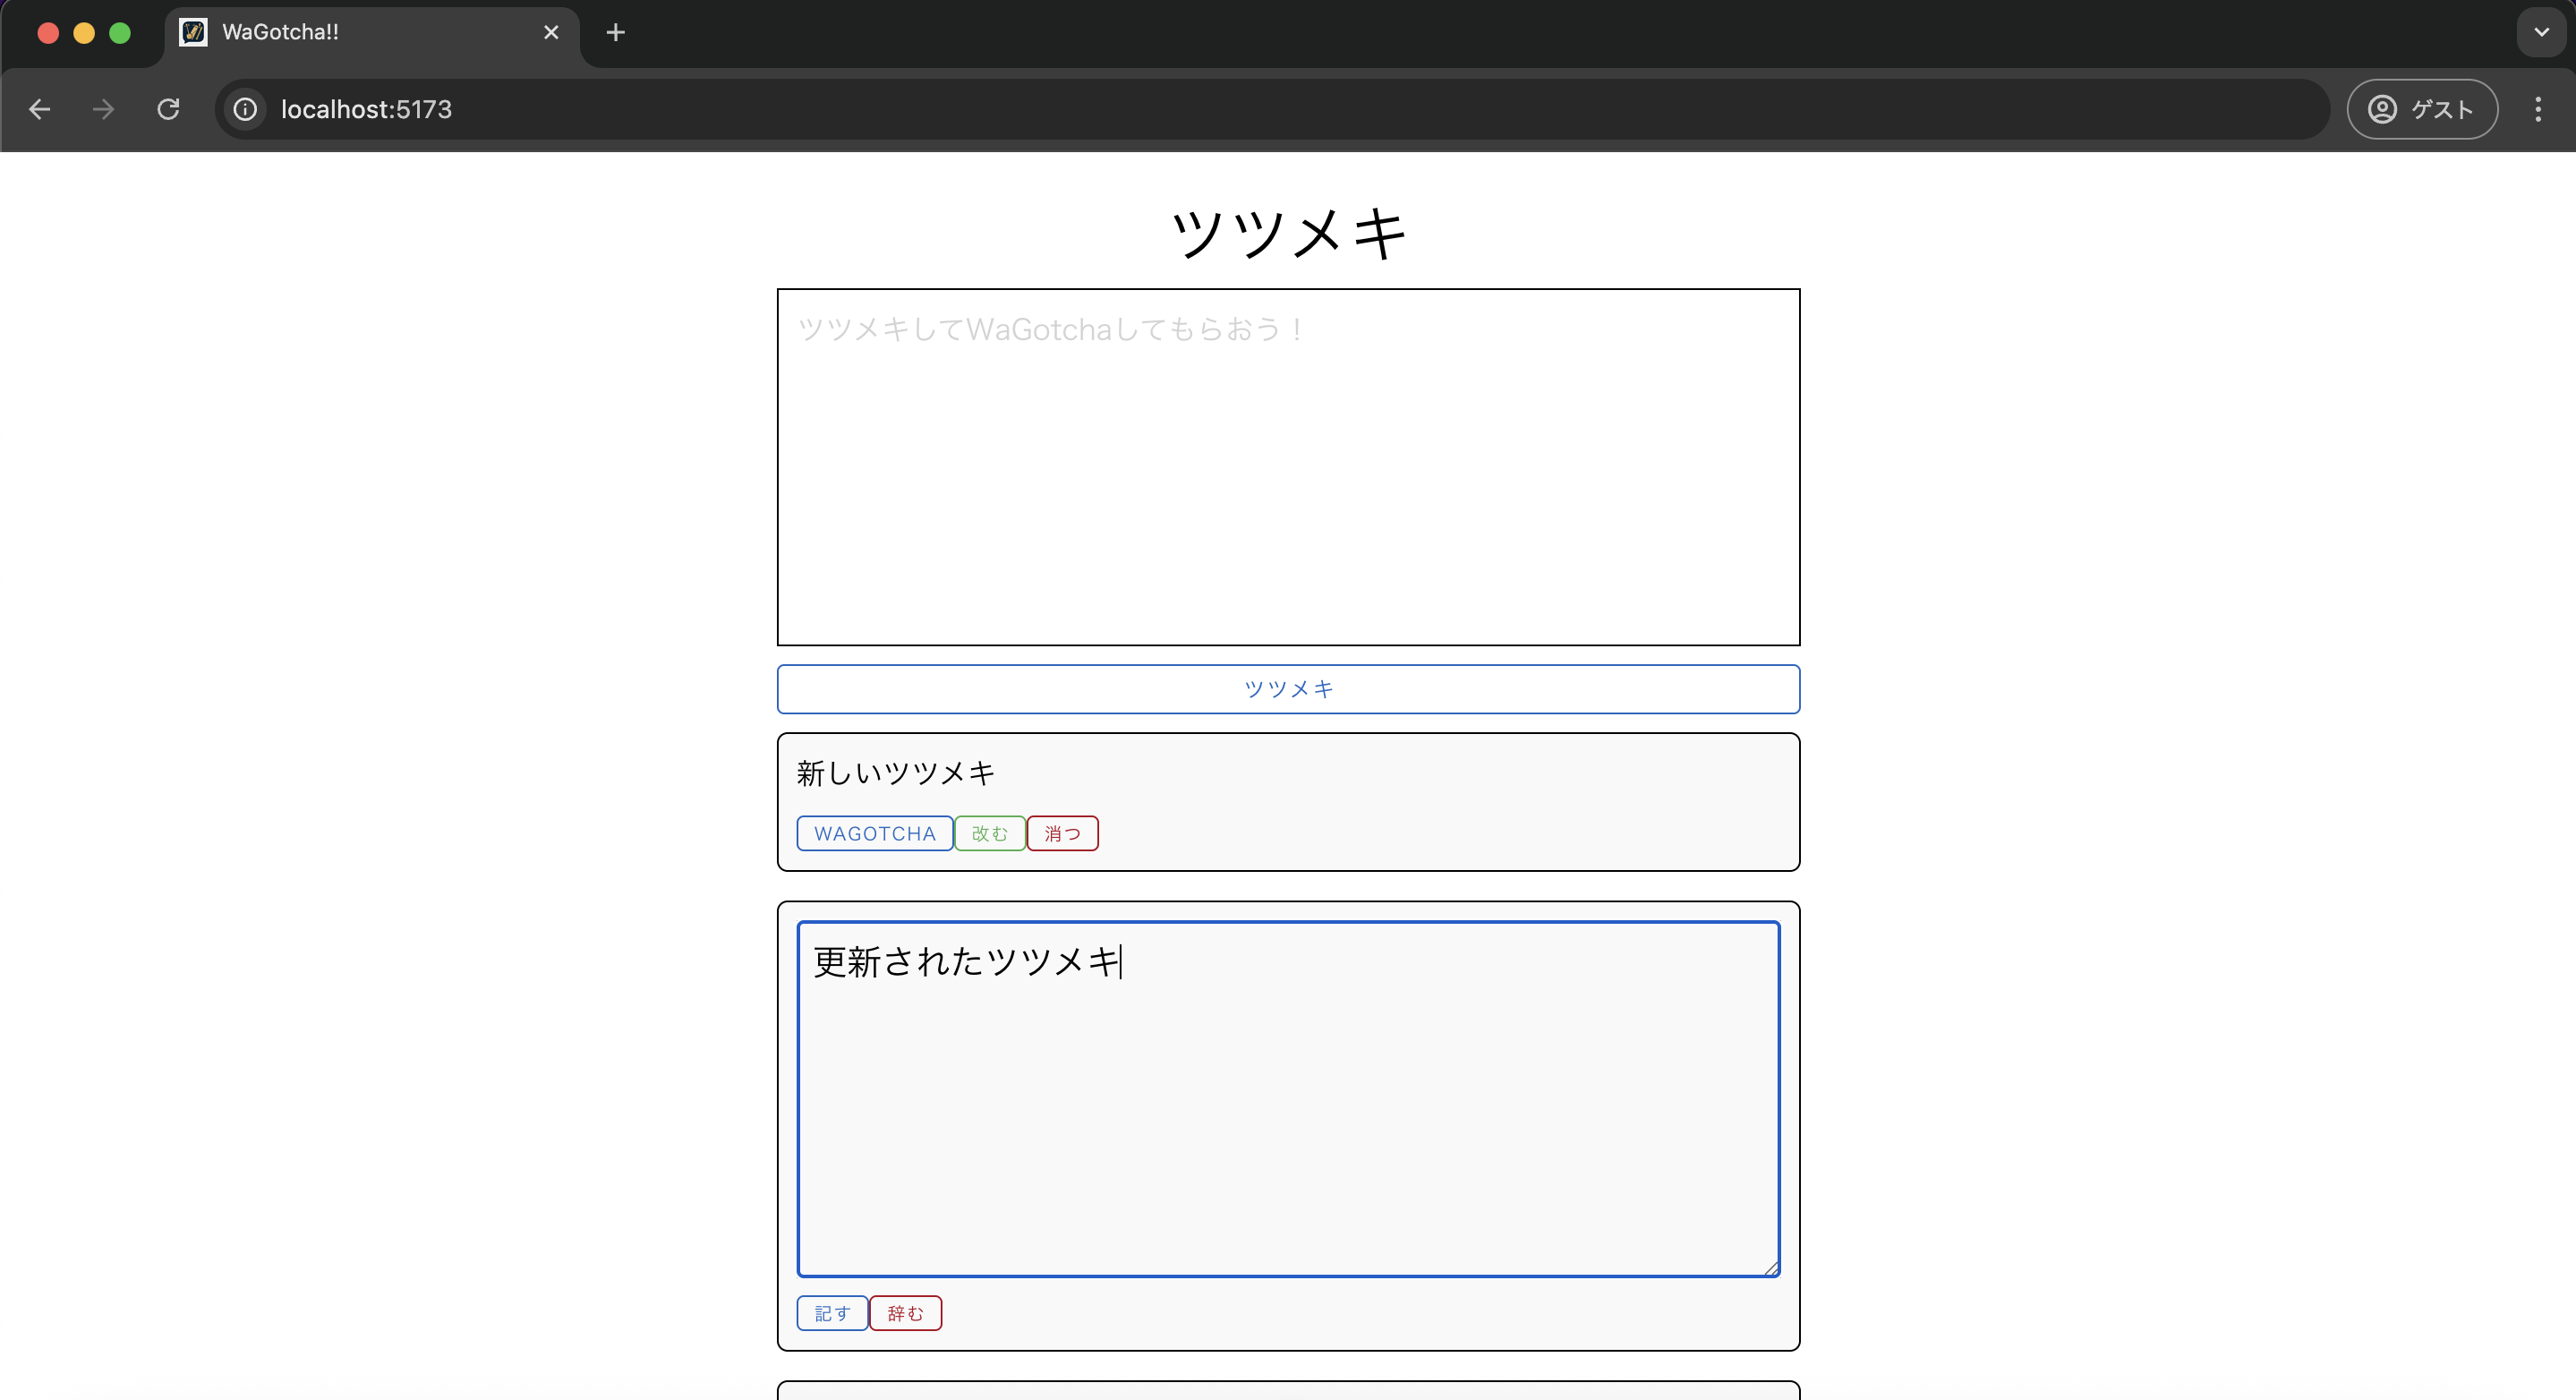 WaGotcha!!
localhost:5173
ゲスト
ツツメキ
ツツメキしてWaGotchaしてもらおう！
ツツメキ
新しいツツメキ
WAGOTCHA 改む 消つ
更新されたツツメキ
記す 辞む